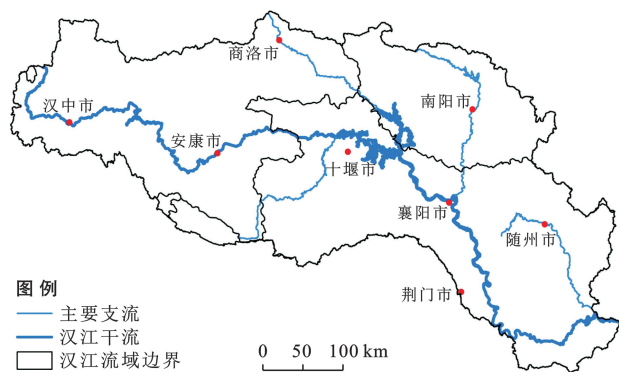 商洛市
汉中市
南阳市
安康市
十堰市
襄阳市
随州市
荆门市
图例
主要支流
汉江干流
汉江流域边界
0 50 100 km